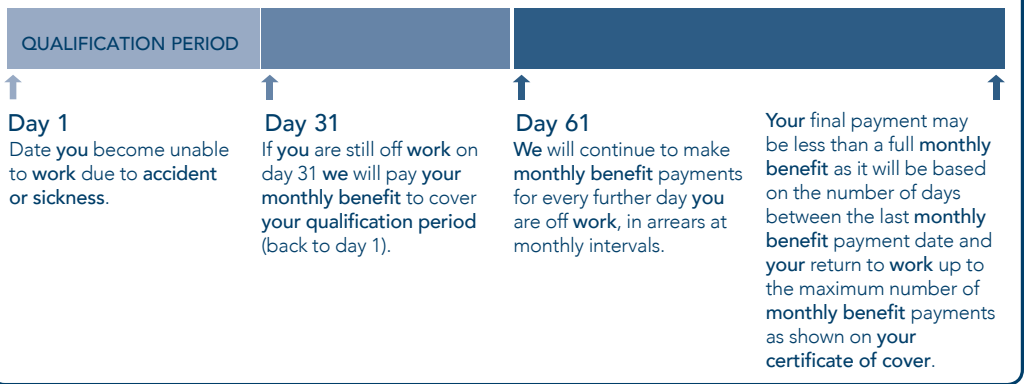 QUALIFICATION PERIOD
Day 1
Date you become unable
to work due to accident
or sickness.
Day 31
If you are still off work on
day 31 we will pay your
monthly benefit to cover
your qualification period
(back to day 1).
Day 61
We will continue to make
monthly benefit payments
for every further day you
are off work, in arrears at
monthly intervals.
Your final payment may
be less than a full monthly
benefit as it will be based
on the number of days
between the last monthly
benefit payment date and
your return to work up to
the maximum number of
monthly benefit payments
as shown on your
certificate of cover.